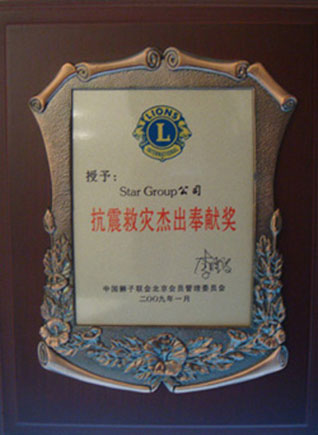 LIONS
L
INTERNATIONAL
授予：
Star Group公司
抗震救灾杰出奉献奖
中国狮子联会北京会员管理委员会
二〇〇九年一月